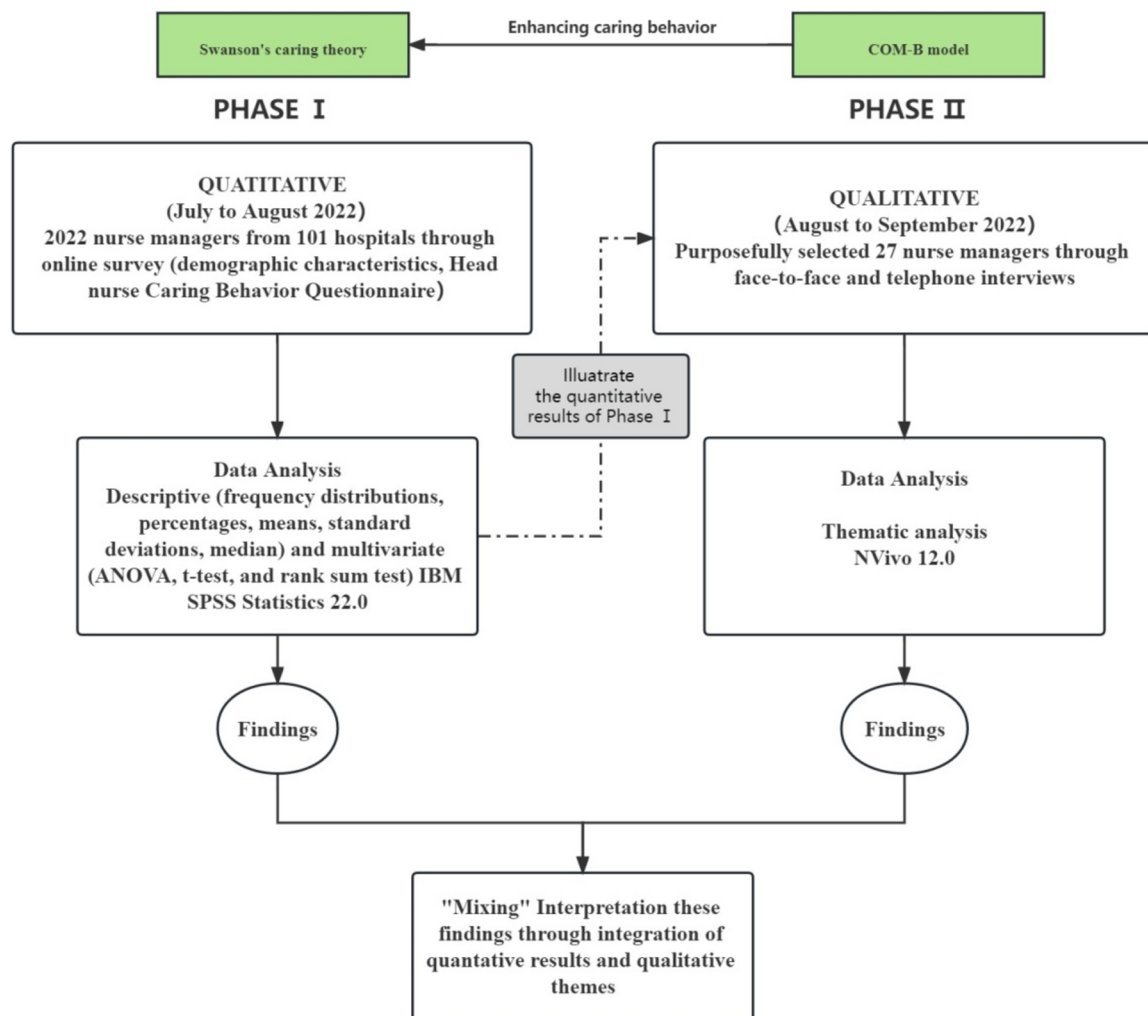 Enhancing caring behavior
Swanson's caring theory
COM-B model
PHASE Ⅰ
PHASE Ⅱ
QUATITATIVE
(July to August 2022)
2022 nurse managers from 101 hospitals through
online survey (demographic characteristics, Head
nurse Caring Behavior Questionnaire)
QUALITATIVE
(August to September 2022)
Purposefully selected 27 nurse managers through
face-to-face and telephone interviews
Illuatrate
the quantitative
results of Phase Ⅰ
Data Analysis
Descriptive (frequency distributions,
percentages, means, standard
deviations, median) and multivariate
(ANOVA, t-test, and rank sum test) IBM
SPSS Statistics 22.0
Data Analysis
Thematic analysis
NVivo 12.0
Findings
Findings
"Mixing" Interpretation these
findings through integration of
quantative results and qualitative
themes